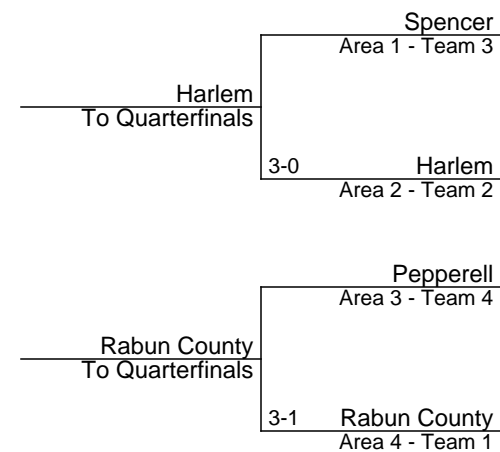 Spencer
Area 1 - Team 3
Harlem
To Quarterfinals
3-0 Harlem
Area 2 - Team 2
Pepperell
Area 3 - Team 4
Rabun County
To Quarterfinals
3-1 Rabun County
Area 4 - Team 1